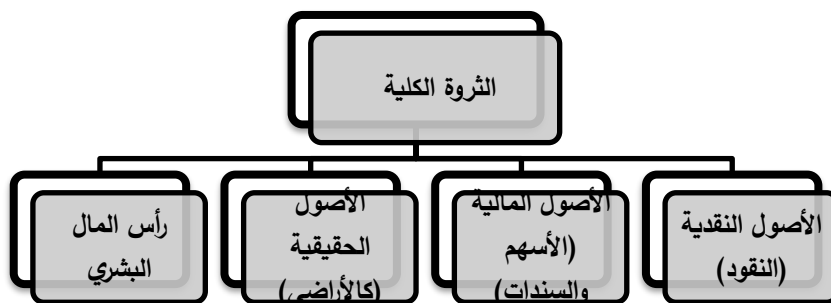 الثروة الكلية
الأصول النقدية
(النقود)
الأصول المالية
(الأسهم
والسندات)
الأصول
الحقيقية
(كالأراضي)
رأس المال
البشري